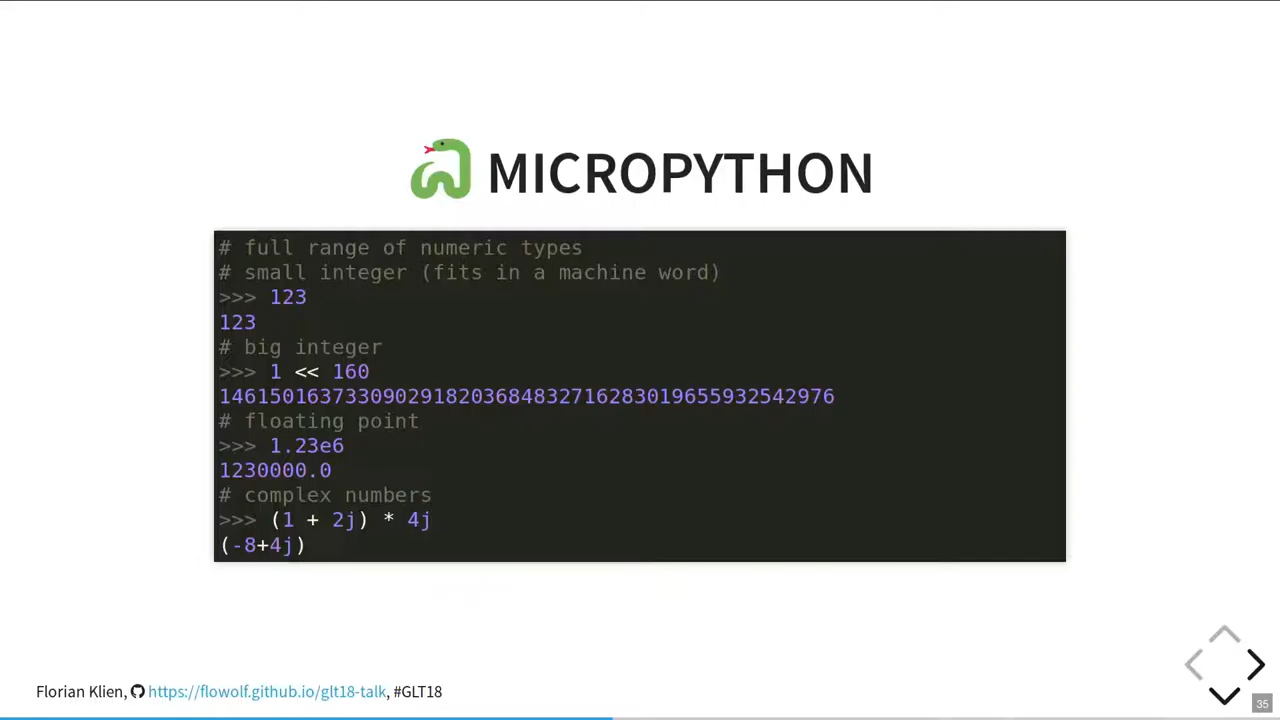 MICROPYTHON
# full range of numeric types
# small integer (fits in a machine word)
>>> 123
123
# big integer
>>> 1 << 160
1461501637330902918203684832716283019655932542976
# floating point
>>> 1.23e6
1230000.0
# complex numbers
>>> (1 + 2j) * 4j
(-8+4j)
Florian Klien, https://flowolf.github.io/glt18-talk, #GLT18
35